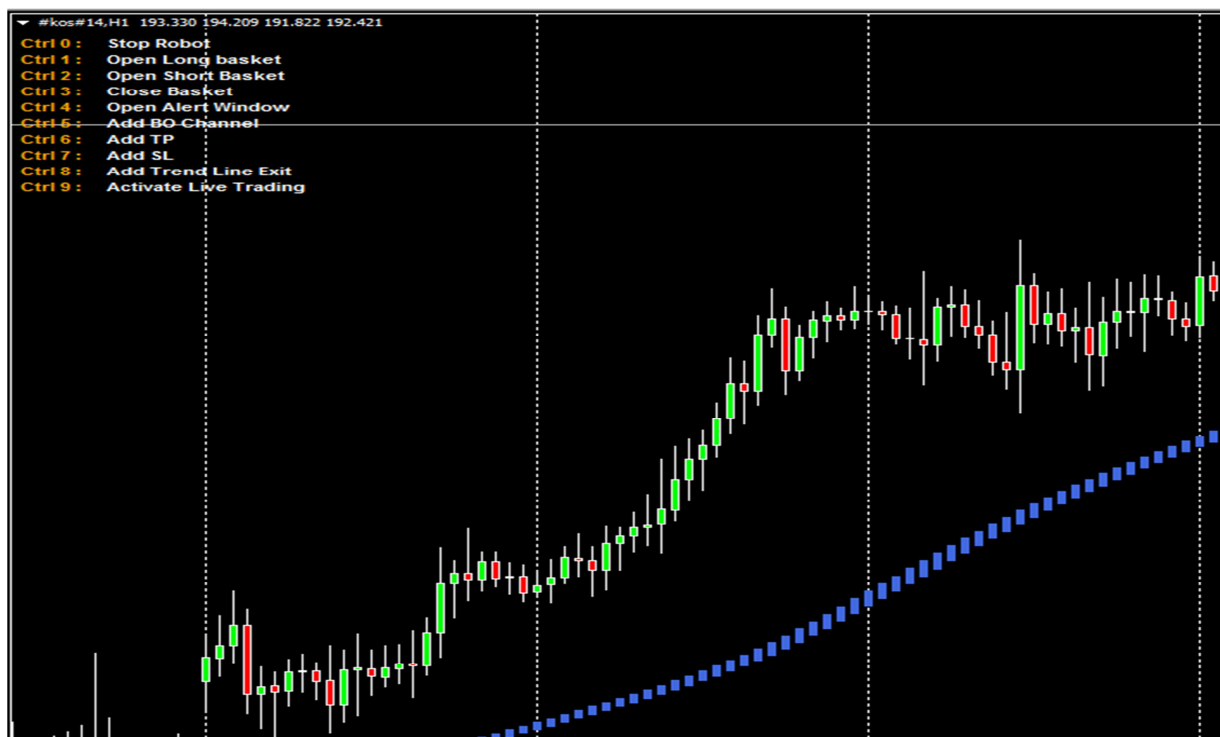 #kos#14,H1 193.330 194.209 191.822 192.421
Ctrl 0 : Stop Robot
Ctrl 1 : Open Long basket
Ctrl 2 : Open Short Basket
Ctrl 3 : Close Basket
Ctrl 4 : Open Alert Window
Ctrl 5 : Add BO Channel
Ctrl 6 : Add TP
Ctrl 7 : Add SL
Ctrl 8 : Add Trend Line Exit
Ctrl 9 : Activate Live Trading